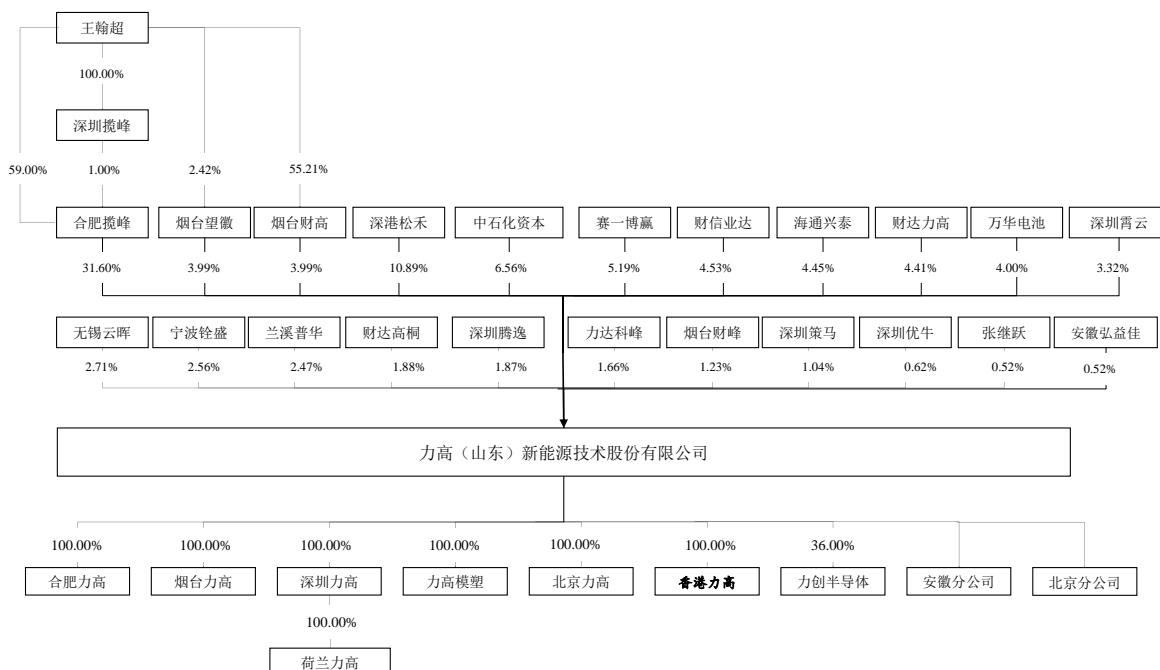 王翰超
100.00%
深圳揽峰
59.00% 1.00% 2.42% 55.21%
合肥揽峰 烟台望徽 烟台财高 深港松禾 中石化资本 赛一博赢 财信业达 海通兴泰 财达力高 万华电池 深圳霄云
31.60% 3.99% 3.99% 10.89% 6.56% 5.19% 4.53% 4.45% 4.41% 4.00% 3.32%
无锡云晖 宁波铨盛 兰溪普华 财达高桐 深圳腾逸 力达科峰 烟台财峰 深圳策马 深圳优牛 张继跃 安徽弘益佳
2.71% 2.56% 2.47% 1.88% 1.87% 1.66% 1.23% 1.04% 0.62% 0.52% 0.52%
力高（山东）新能源技术股份有限公司
100.00% 100.00% 100.00% 100.00% 100.00% 100.00% 36.00%
合肥力高 烟台力高 深圳力高 力高模塑 北京力高 香港力高 力创半导体 安徽分公司 北京分公司
100.00%
荷兰力高